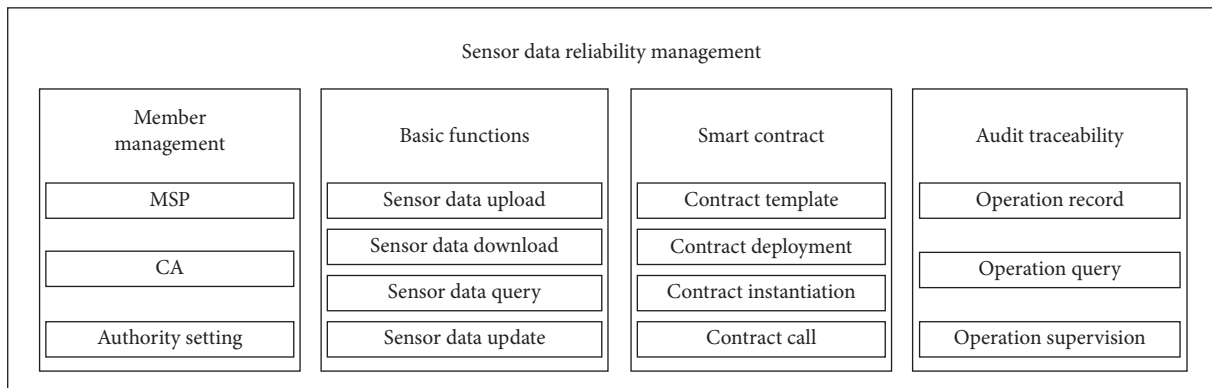 Sensor data reliability management
Member
management
MSP
CA
Authority setting
Basic functions
Sensor data upload
Sensor data download
Sensor data query
Sensor data update
Smart contract
Contract template
Contract deployment
Contract instantiation
Contract call
Audit traceability
Operation record
Operation query
Operation supervision